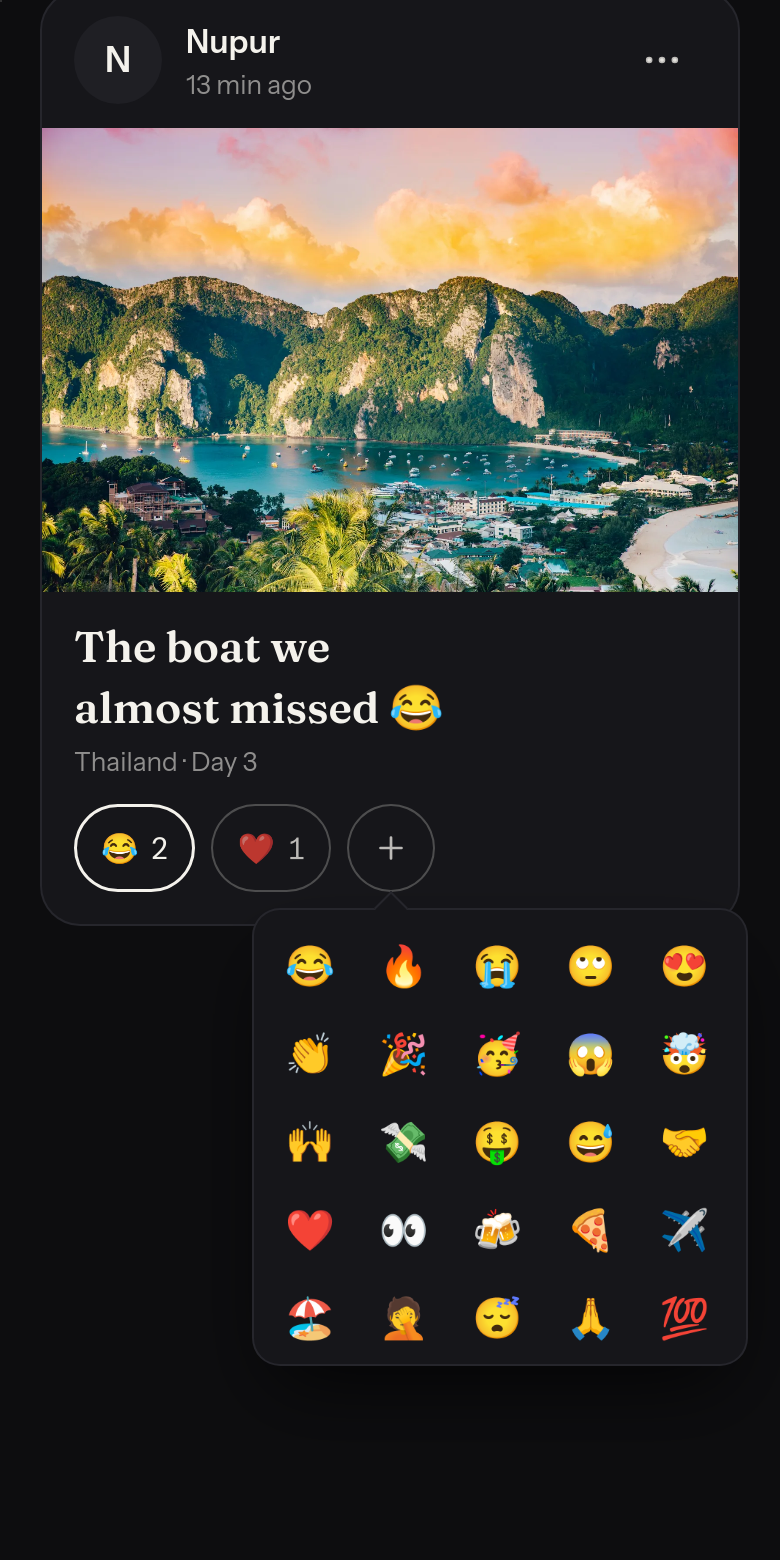 N
Nupur
13 min ago
The boat we
almost missed 😂
Thailand · Day 3
😂 2 ❤️ 1 +
😂 🔥 😭 🙄 😍
👏 🎉 🥳 😱 🤯
🙌 💸 🤑 😅 🤝
❤️ 👀 🍻 🍕 ✈️
🏖️ 🤦 😴 🙏 💯